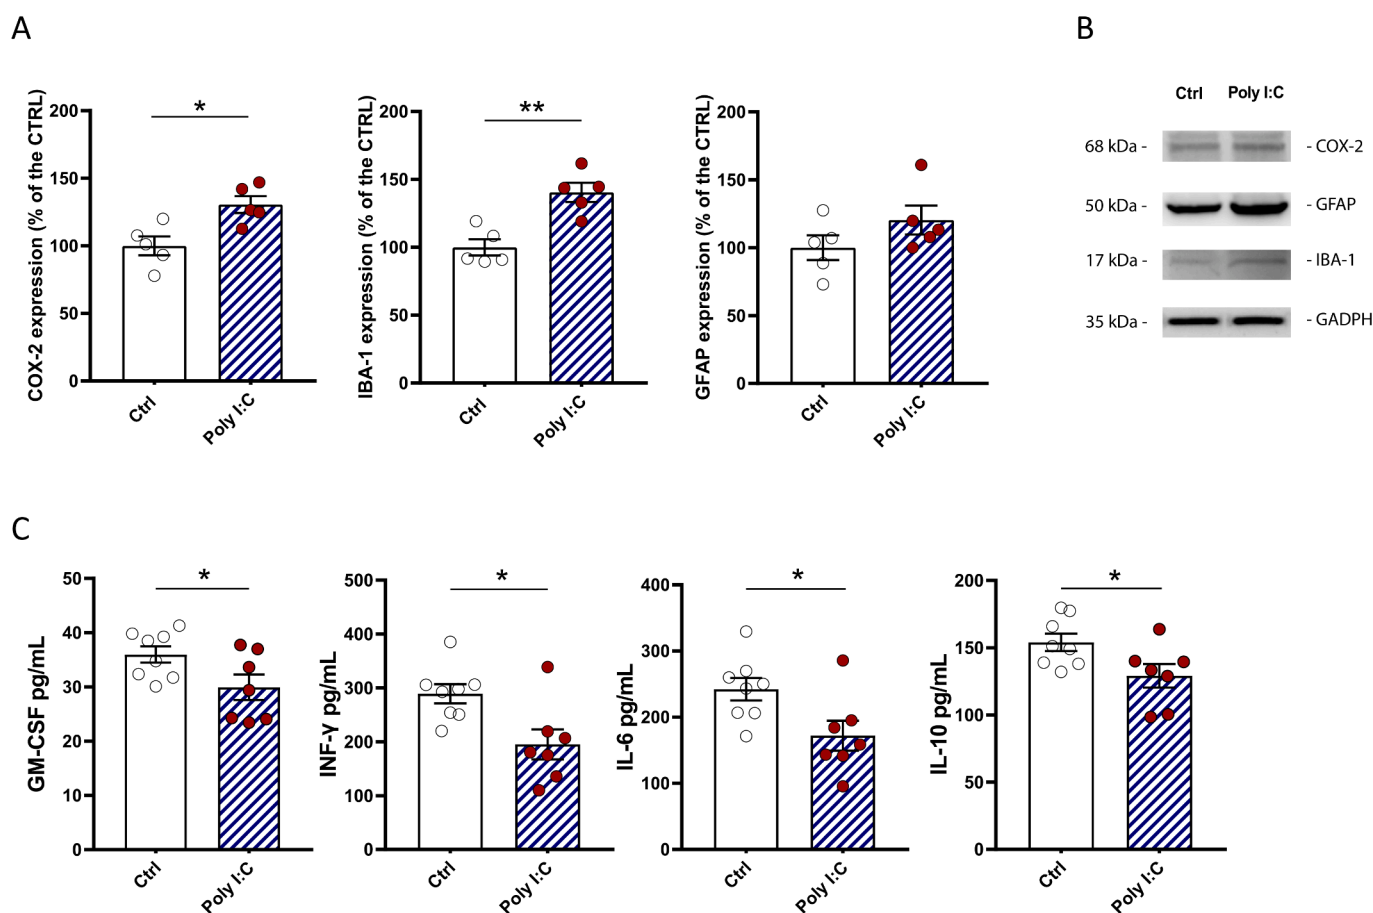 A
B
COX-2 expression (% of the CTRL)
200
150
100
50
0
*
Ctrl
Poly I:C
IBA-1 expression (% of the CTRL)
200
150
100
50
0
**
Ctrl
Poly I:C
GFAP expression (% of the CTRL)
200
150
100
50
0
Ctrl
Poly I:C
Ctrl Poly I:C
68 kDa - - COX-2
50 kDa - - GFAP
17 kDa - - IBA-1
35 kDa - - GADPH
C
GM-CSF pg/mL
50
40
30
20
10
0
*
Ctrl
Poly I:C
INF-γ pg/mL
500
400
300
200
100
0
*
Ctrl
Poly I:C
IL-6 pg/mL
400
300
200
100
0
*
Ctrl
Poly I:C
IL-10 pg/mL
200
150
100
50
0
*
Ctrl
Poly I:C